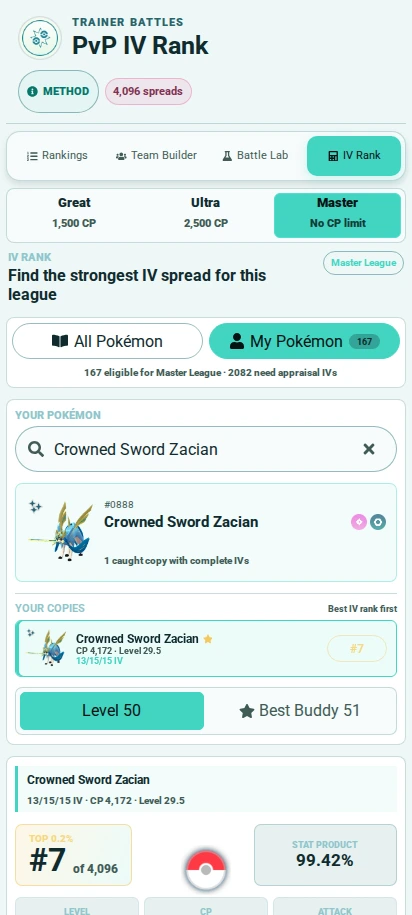 TRAINER BATTLES
PvP IV Rank
METHOD
4,096 spreads
Rankings
Team Builder
Battle Lab
IV Rank
Great
1,500 CP
Ultra
2,500 CP
Master
No CP limit
IV RANK
Find the strongest IV spread for this
league
Master League
All Pokémon
My Pokémon 167
167 eligible for Master League · 2082 need appraisal IVs
YOUR POKÉMON
Crowned Sword Zacian
#0888
Crowned Sword Zacian
1 caught copy with complete IVs
YOUR COPIES
Best IV rank first
Crowned Sword Zacian
CP 4,172 · Level 29.5
13/15/15 IV
#7
Level 50
Best Buddy 51
Crowned Sword Zacian
13/15/15 IV · CP 4,172 · Level 29.5
TOP 0.2%
#7 of 4,096
STAT PRODUCT
99.42%
LEVEL
CP
ATTACK